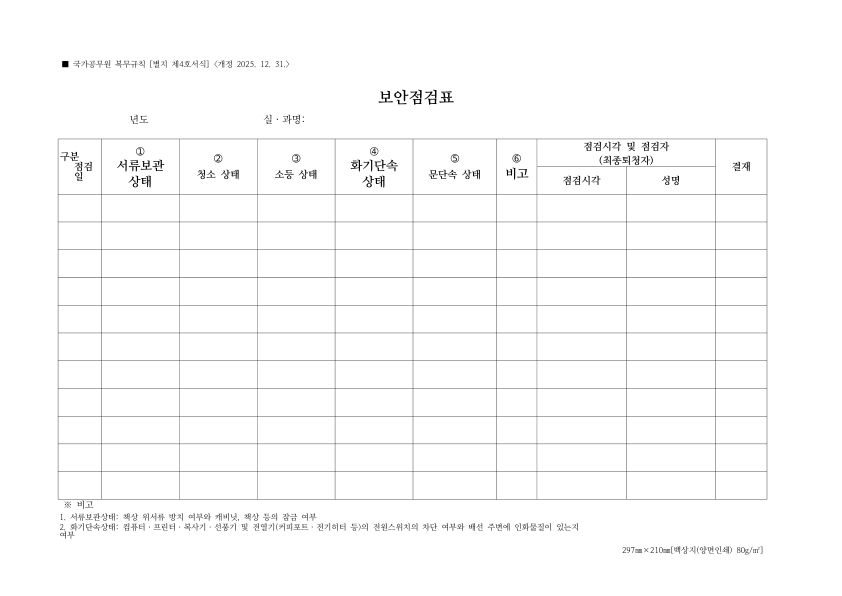 ■ 국가공무원 복무규칙 [별지 제4호서식] <개정 2025. 12. 31.>
보안점검표
년도 실ㆍ과명:
구분
점검
일
①
서류보관
상태
②
청소 상태
③
소등 상태
④
화기단속
상태
⑤
문단속 상태
⑥
비고
점검시각 및 점검자
(최종퇴청자)
점검시각
성명
결재
※ 비고
1. 서류보관상태: 책상 위서류 방치 여부와 캐비닛, 책상 등의 잠금 여부
2. 화기단속상태: 컴퓨터ㆍ프린터ㆍ복사기ㆍ선풍기 및 전열기(커피포트ㆍ전기히터 등)의 전원스위치의 차단 여부와 배선 주변에 인화물질이 있는지
여부
297㎜×210㎜[백상지(양면인쇄) 80g/㎡]